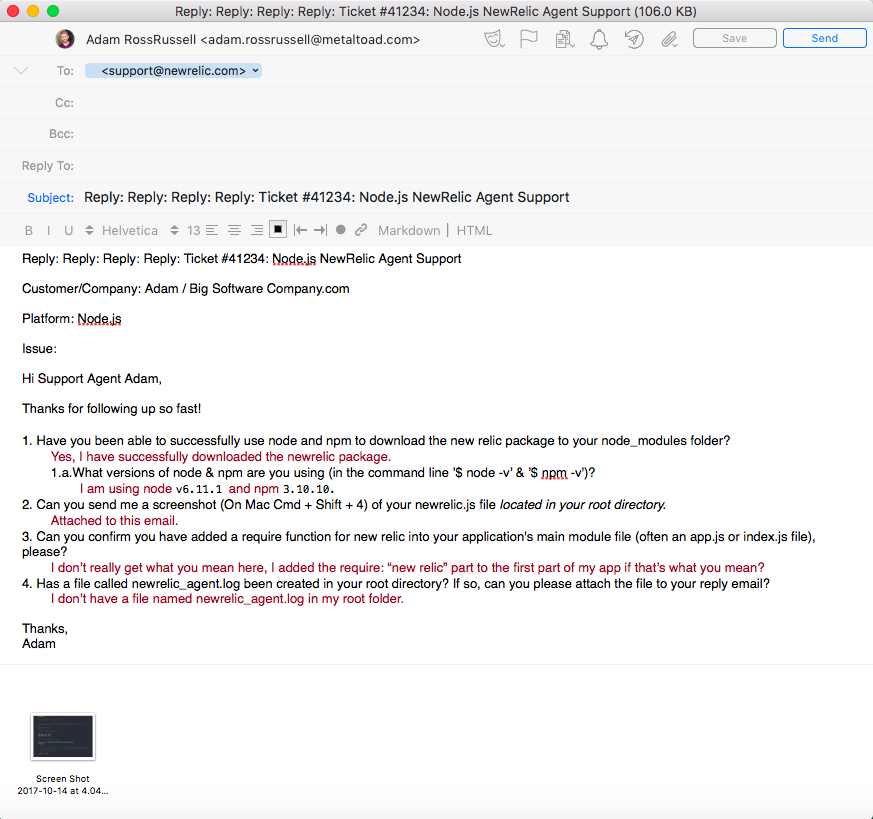 Reply: Reply: Reply: Reply: Ticket #41234: Node.js NewRelic Agent Support (106.0 KB)
Adam RossRussell <adam.rossrussell@metaltoad.com>
Save
Send
To: <support@newrelic.com>
Cc:
Bcc:
Reply To:
Subject: Reply: Reply: Reply: Reply: Ticket #41234: Node.js NewRelic Agent Support
B I U Helvetica 13 Markdown | HTML
Reply: Reply: Reply: Reply: Ticket #41234: Node.js NewRelic Agent Support
Customer/Company: Adam / Big Software Company.com
Platform: Node.js
Issue:
Hi Support Agent Adam,
Thanks for following up so fast!
1. Have you been able to successfully use node and npm to download the new relic package to your node_modules folder?
Yes, I have successfully downloaded the newrelic package.
1.a.What versions of node & npm are you using (in the command line '$ node -v' & '$ npm -v')?
I am using node v6.11.1 and npm 3.10.10.
2. Can you send me a screenshot (On Mac Cmd + Shift + 4) of your newrelic.js file located in your root directory.
Attached to this email.
3. Can you confirm you have added a require function for new relic into your application's main module file (often an app.js or index.js file),
please?
I don't really get what you mean here, I added the require: “new relic” part to the first part of my app if that's what you mean?
4. Has a file called newrelic_agent.log been created in your root directory? If so, can you please attach the file to your reply email?
I don't have a file named newrelic_agent.log in my root folder.
Thanks,
Adam
Screen Shot
2017-10-14 at 4.04...